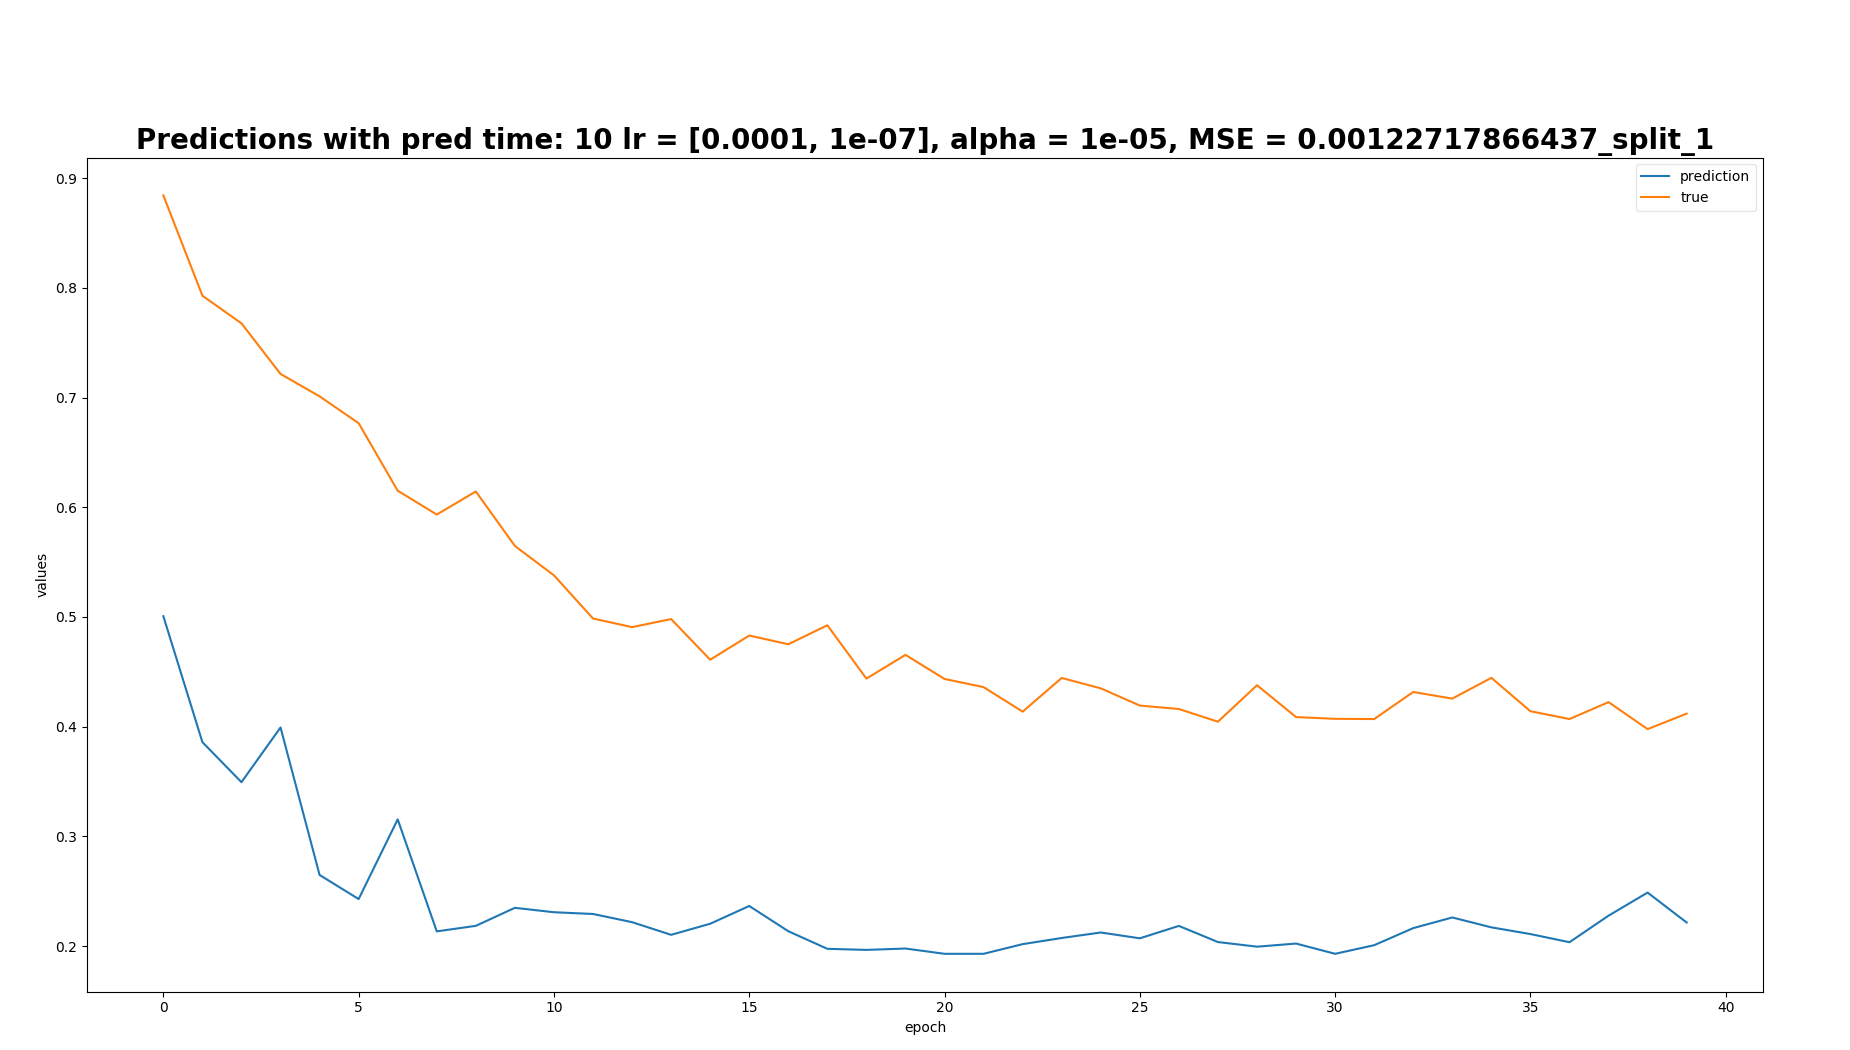 Predictions with pred time: 10 lr = [0.0001, 1e-07], alpha = 1e-05, MSE = 0.00122717866437_split_1
prediction
true
0.9
0.8
0.7
0.6
0.5
0.4
0.3
0.2
values
0 5 10 15 20 25 30 35 40
epoch